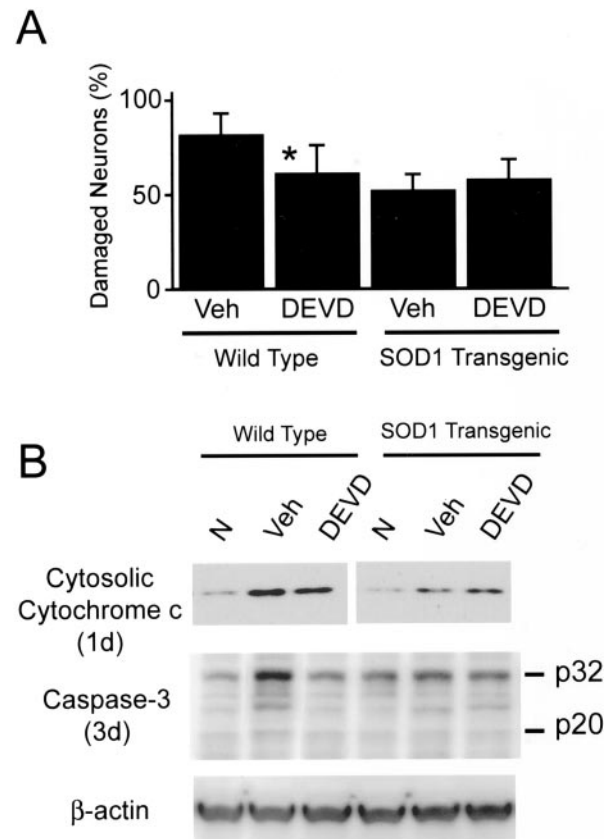 A
Damaged Neurons (%)
100
50
0
Veh DEVD Veh DEVD
Wild Type SOD1 Transgenic
*
B
Wild Type SOD1 Transgenic
N Veh DEVD N Veh DEVD
Cytosolic
Cytochrome c
(1d)
Caspase-3
(3d)
p32
p20
β-actin